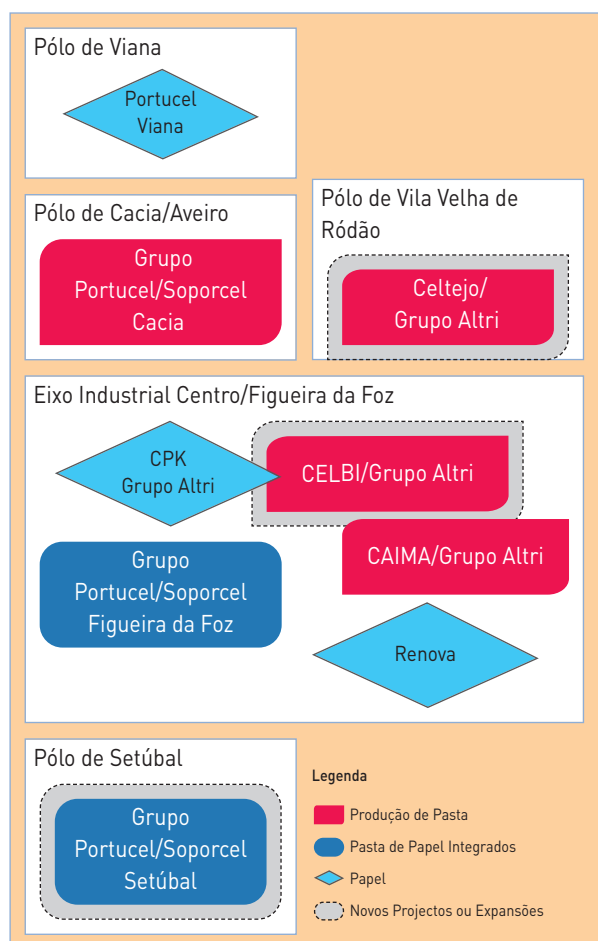 Pólo de Viana
Portucel
Viana
Pólo de Cacia/Aveiro
Grupo
Portucel/Soporcel
Cacia
Pólo de Vila Velha de
Ródão
Celtejo/
Grupo Altri
Eixo Industrial Centro/Figueira da Foz
CPK
Grupo Altri
CELBI/Grupo Altri
Grupo
Portucel/Soporcel
Figueira da Foz
CAIMA/Grupo Altri
Renova
Pólo de Setúbal
Grupo
Portucel/Soporcel
Setúbal
Legenda
Produção de Pasta
Pasta de Papel Integrados
Papel
Novos Projectos ou Expansões